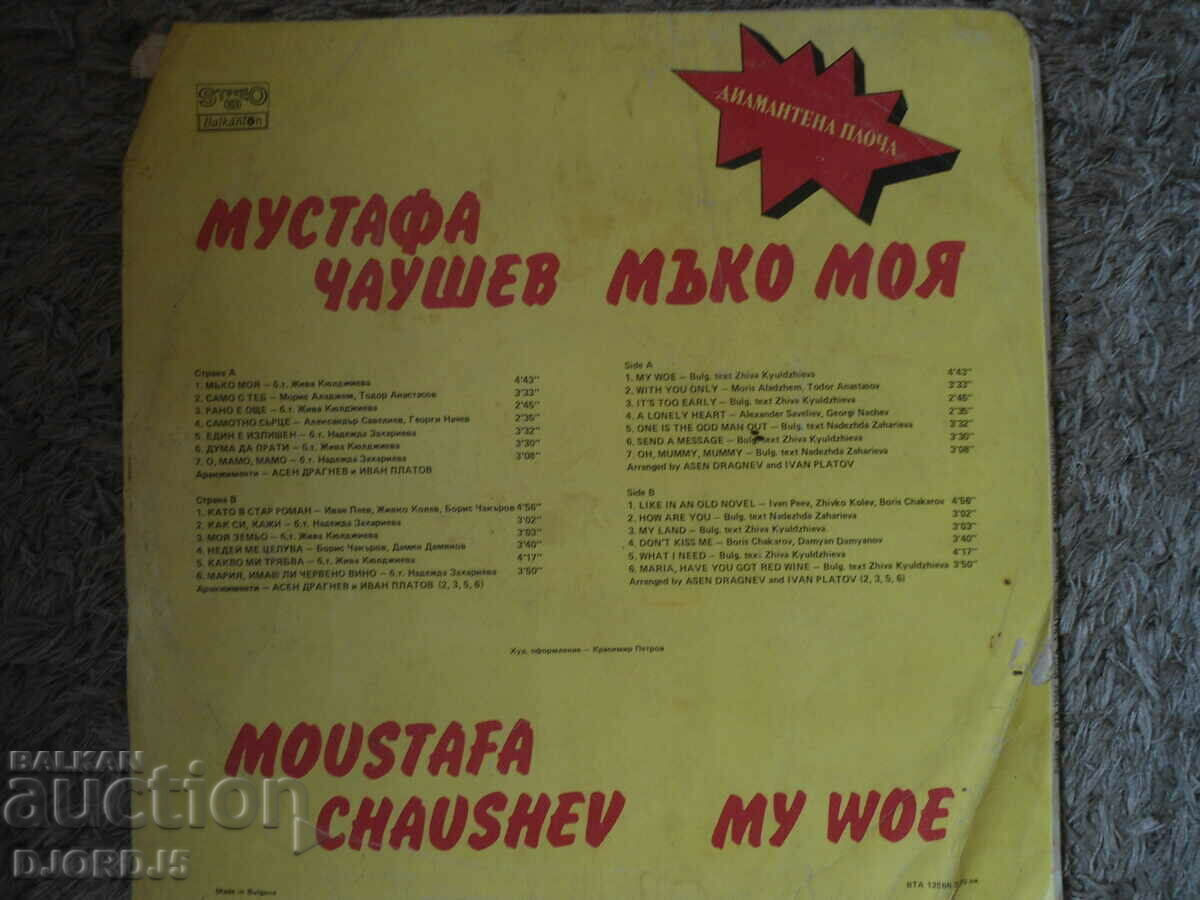 STEREO
Balkanton
ДИАМАНТЕНА ПЛОЧА
МУСТАФА
ЧАУШЕВ МЪКО МОЯ
Страна А
1. МЪКО МОЯ — б.т. Жива Кюлджиева 4'43"
2. САМО С ТЕБ — Морис Аладжем, Тодор Анастасов 3'33"
3. РАНО Е ОЩЕ — б.т. Жива Кюлджиева 2'45"
4. САМОТНО СЪРЦЕ — Александър Савелиев, Георги Начев 2'35"
5. ЕДИН Е ИЗЛИШЕН — б.т. Надежда Захариева 3'32"
6. ДУМА ДА ПРАТИ — б.т. Жива Кюлджиева 3'30"
7. О, МАМО, МАМО — б.т. Надежда Захариева 3'08"
Аранжименти — АСЕН ДРАГНЕВ и ИВАН ПЛАТОВ
Страна В
1. КАТО В СТАР РОМАН — Иван Пеев, Живко Колев, Борис Чакъров 4'56"
2. КАК СИ, КАЖИ — б.т. Надежда Захариева 3'02"
3. МОЯ ЗЕМЬО — б.т. Жива Кюлджиева 3'03"
4. НЕДЕЙ МЕ ЦЕЛУВА — Борис Чакъров, Дамян Дамянов 3'40"
5. КАКВО МИ ТРЯБВА — б.т. Жива Кюлджиева 4'17"
6. МАРИЯ, ИМАШ ЛИ ЧЕРВЕНО ВИНО — б.т. Надежда Захариева 3'50"
Аранжименти — АСЕН ДРАГНЕВ и ИВАН ПЛАТОВ (2, 3, 5, 6)
Side A
1. MY WOE — Bulg. text Zhiva Kyuldzhieva 4'43"
2. WITH YOU ONLY — Moris Aladzhem, Todor Anastasov 3'33"
3. IT'S TOO EARLY — Bulg. text Zhiva Kyuldzhieva 2'45"
4. A LONELY HEART — Alexander Saveliev, Georgi Nachev 2'35"
5. ONE IS THE ODD MAN OUT — Bulg. text Nadezhda Zaharieva 3'32"
6. SEND A MESSAGE — Bulg. text Zhiva Kyuldzhieva 3'30"
7. OH, MUMMY, MUMMY — Bulg. text Nadezhda Zaharieva 3'08"
Arranged by ASEN DRAGNEV and IVAN PLATOV
Side B
1. LIKE IN AN OLD NOVEL — Ivan Peev, Zhivko Kolev, Boris Chakarov 4'56"
2. HOW ARE YOU — Bulg. text Nadezhda Zaharieva 3'02"
3. MY LAND — Bulg. text Zhiva Kyuldzhieva 3'03"
4. DON'T KISS ME — Boris Chakarov, Damyan Damyanov 3'40"
5. WHAT I NEED — Bulg. text Zhiva Kyuldzhieva 4'17"
6. MARIA, HAVE YOU GOT RED WINE — Bulg. text Zhiva Kyuldzhieva 3'50"
Arranged by ASEN DRAGNEV and IVAN PLATOV (2, 3, 5, 6)
Худ. оформление — Красимир Петров
MOUSTAFA
CHAUSHEV MY WOE
Made in Bulgaria
ВТА 12566
BALKAN
auction
DJORDJ5